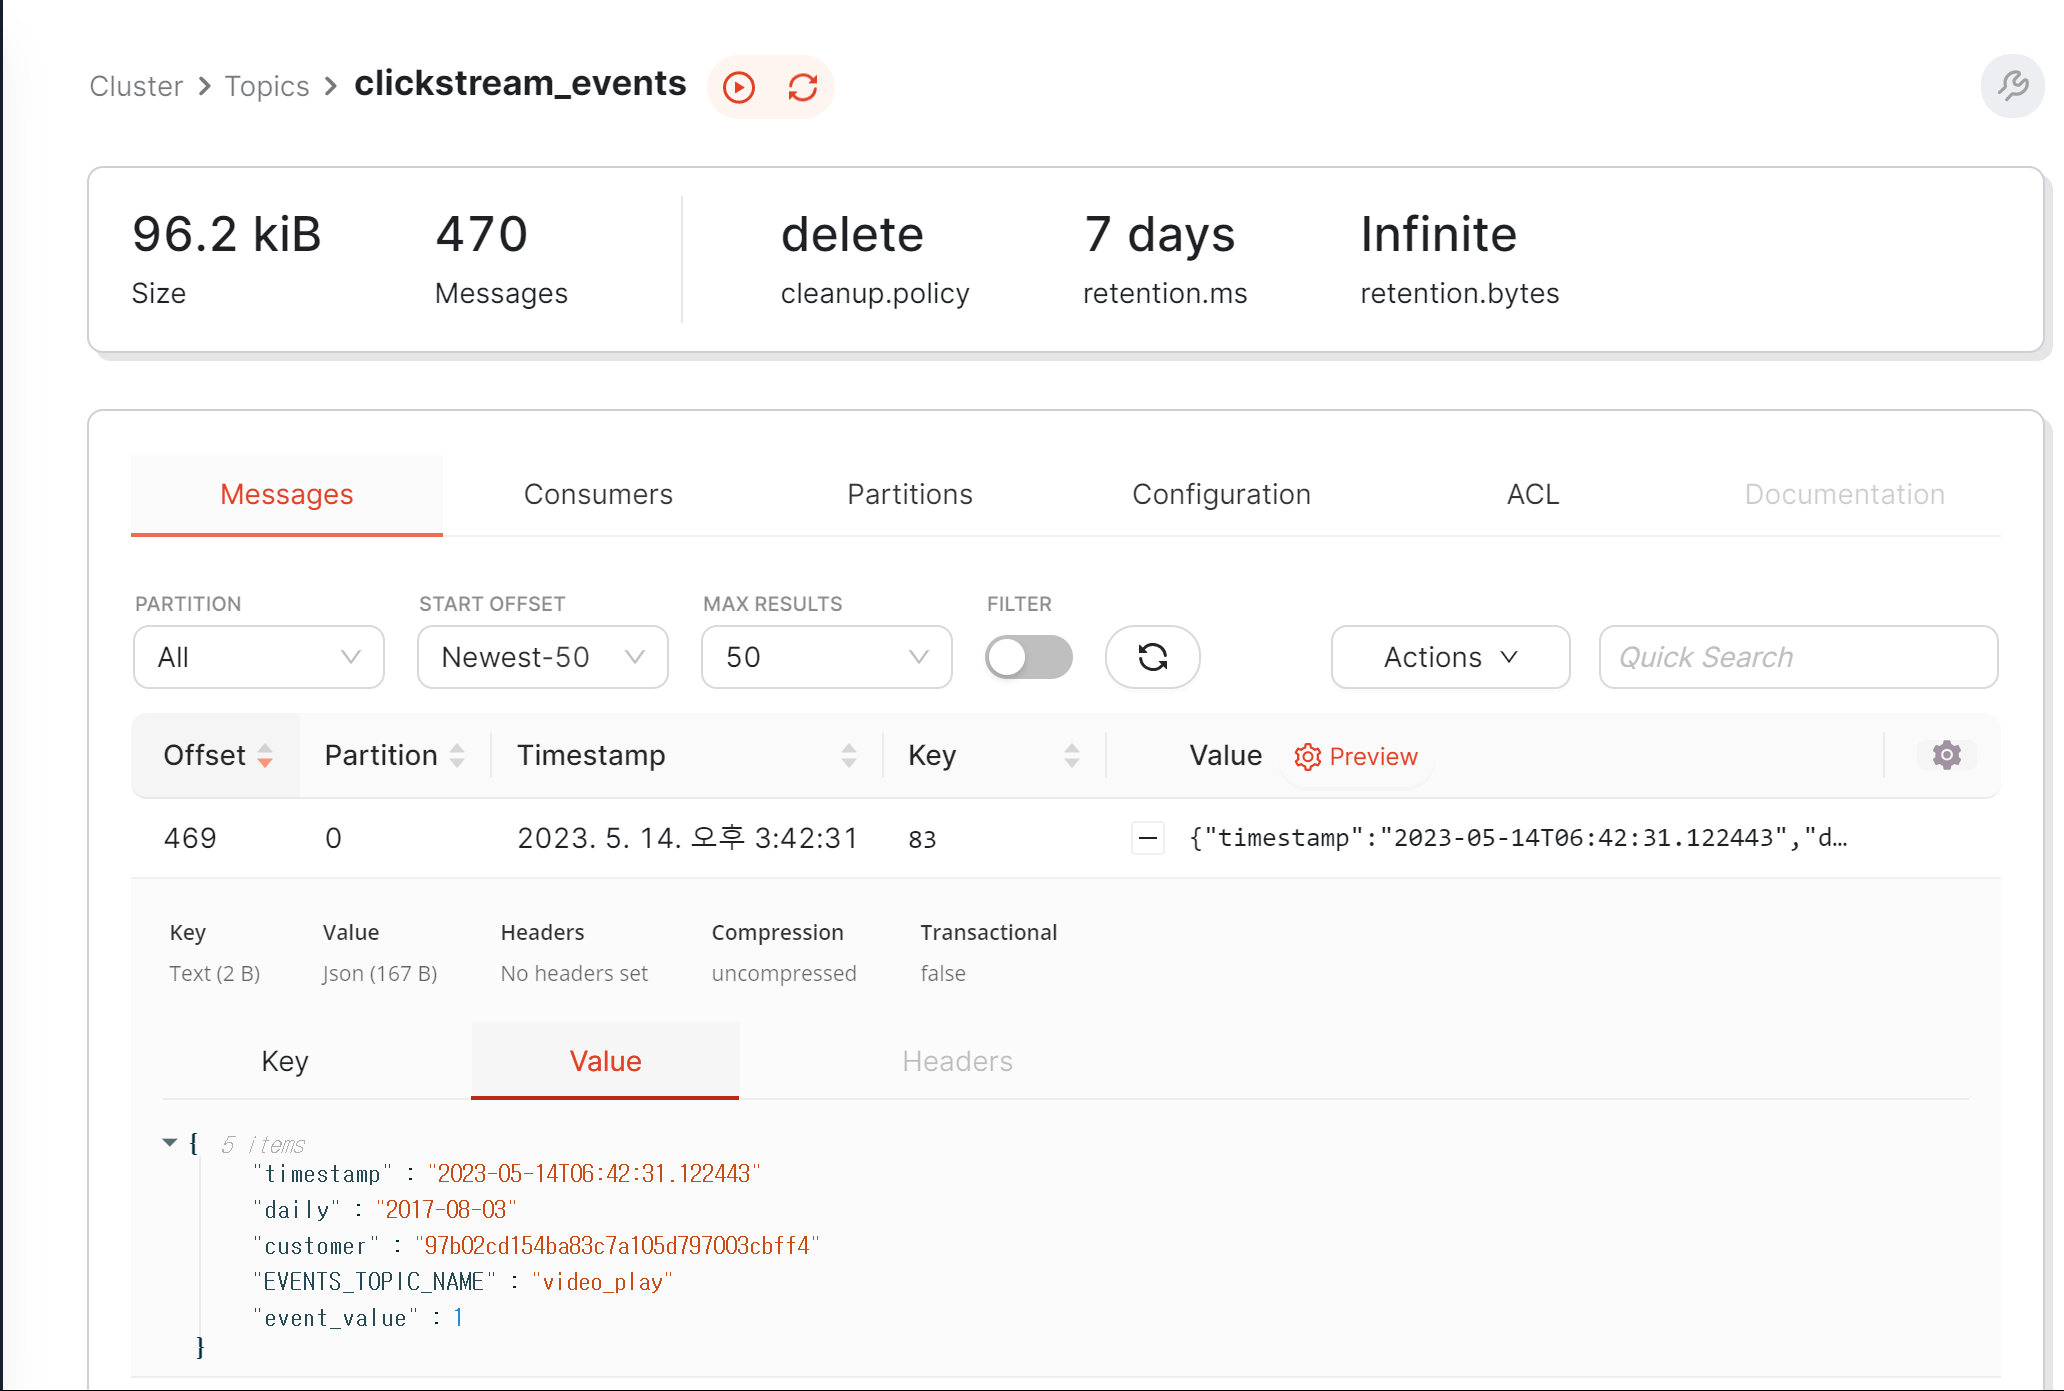 Cluster > Topics > clickstream_events
96.2 kiB 470 delete 7 days Infinite
Size Messages cleanup.policy retention.ms retention.bytes
Messages Consumers Partitions Configuration ACL Documentation
PARTITION START OFFSET MAX RESULTS FILTER
All Newest-50 50 Actions Quick Search
Offset Partition Timestamp Key Value Preview
469 0 2023. 5. 14. 오후 3:42:31 83 {"timestamp":"2023-05-14T06:42:31.122443","d…
Key Value Headers Compression Transactional
Text (2 B) Json (167 B) No headers set uncompressed false
Key Value Headers
{ 5 items
"timestamp" : "2023-05-14T06:42:31.122443"
"daily" : "2017-08-03"
"customer" : "97b02cd154ba83c7a105d797003cbff4"
"EVENTS_TOPIC_NAME" : "video_play"
"event_value" : 1
}